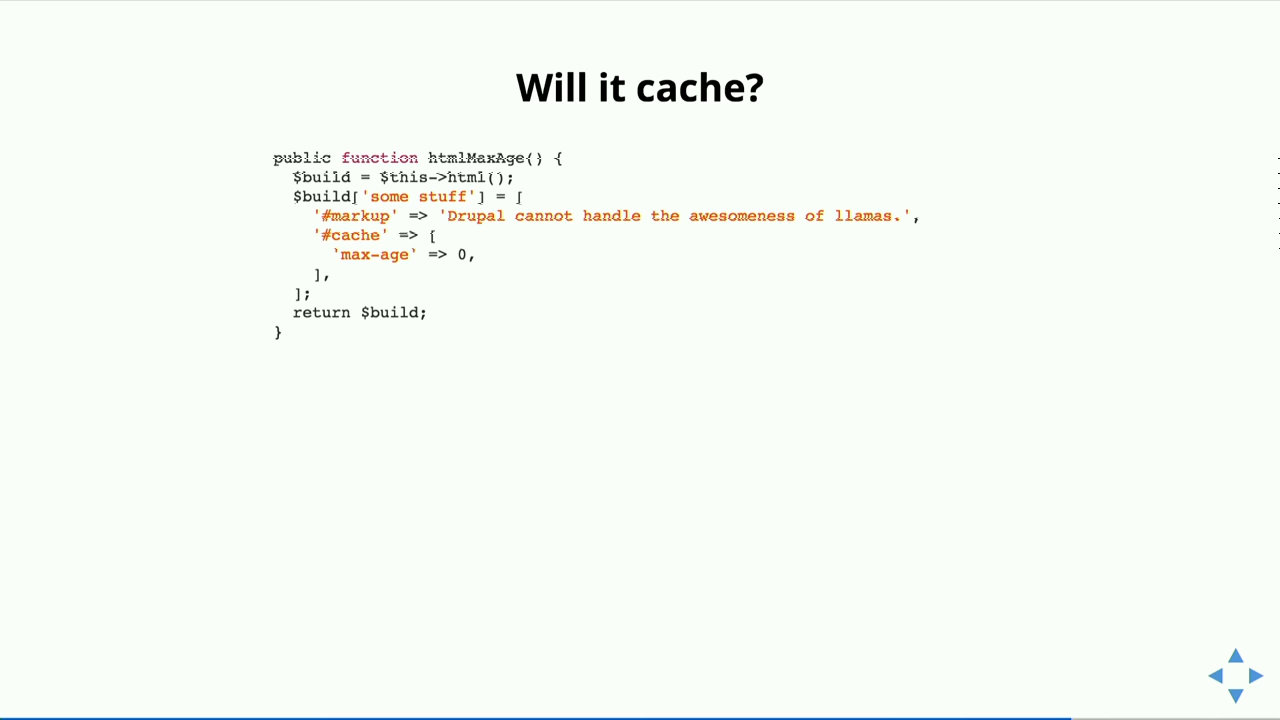 Will it cache?
public function htmlMaxAge() {
  $build = $this->html();
  $build['some stuff'] = [
    '#markup' => 'Drupal cannot handle the awesomeness of llamas.',
    '#cache' => [
      'max-age' => 0,
    ],
  ];
  return $build;
}